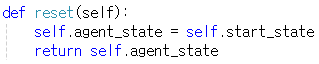 def reset(self):
    self.agent_state = self.start_state
    return self.agent_state